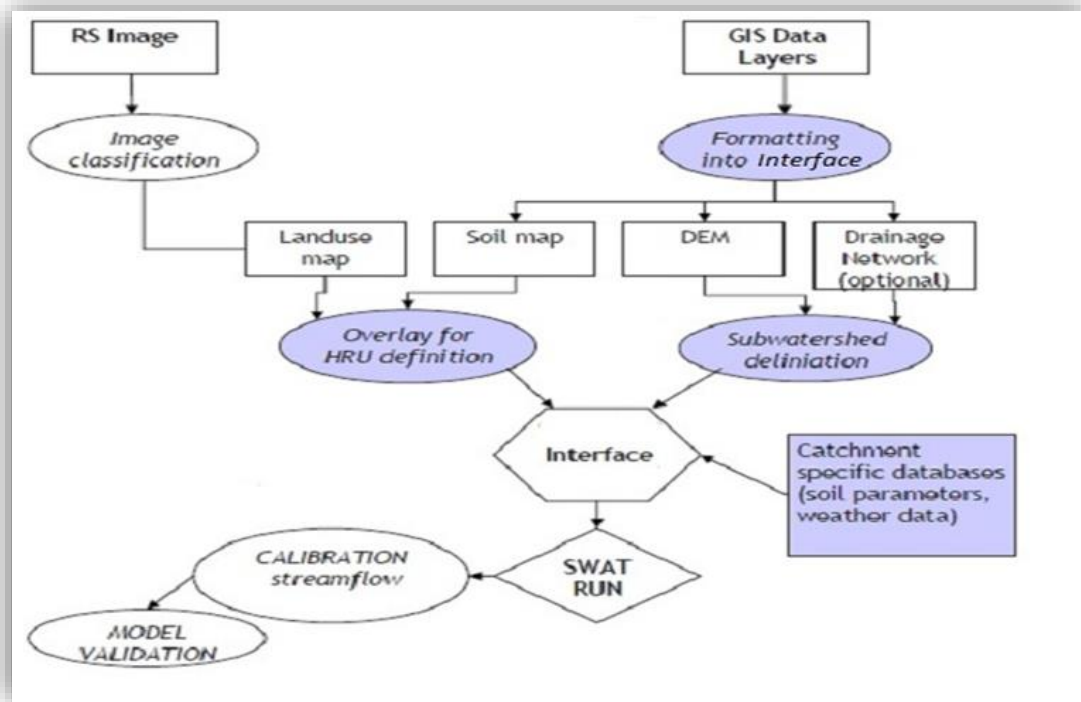 RS Image
GIS Data
Layers
Image
classification
Formatting
into Interface
Landuse
map
Soil map
DEM
Drainage
Network
(optional)
Overlay for
HRU definition
Subwatershed
deliniation
Interface
Catchment
specific databases
(soil parameters,
weather data)
CALIBRATION
streamflow
SWAT
RUN
MODEL
VALIDATION